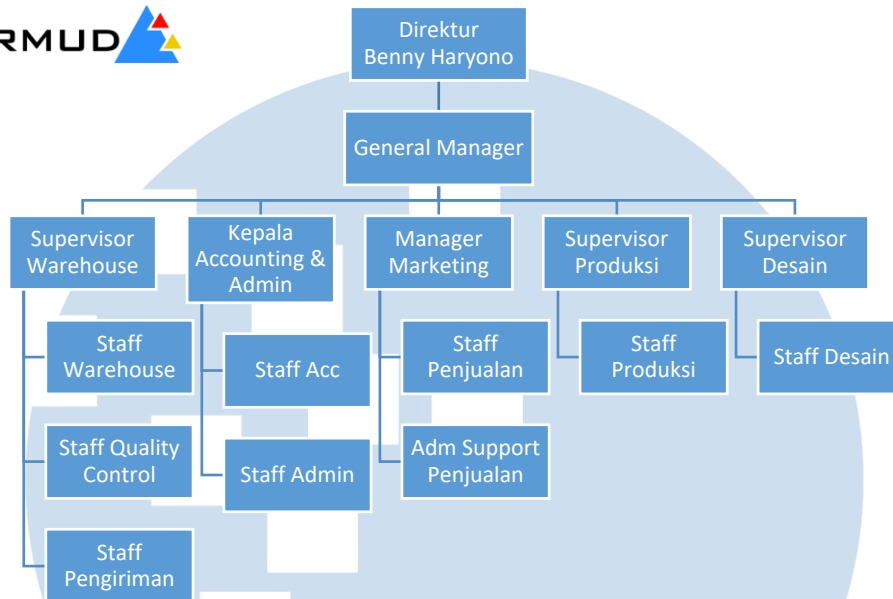 RMUD
Direktur
Benny Haryono
General Manager
Supervisor
Warehouse
Kepala
Accounting &
Admin
Manager
Marketing
Supervisor
Produksi
Supervisor
Desain
Staff
Warehouse
Staff Acc
Staff
Penjualan
Staff
Produksi
Staff Desain
Staff Quality
Control
Staff Admin
Adm Support
Penjualan
Staff
Pengiriman